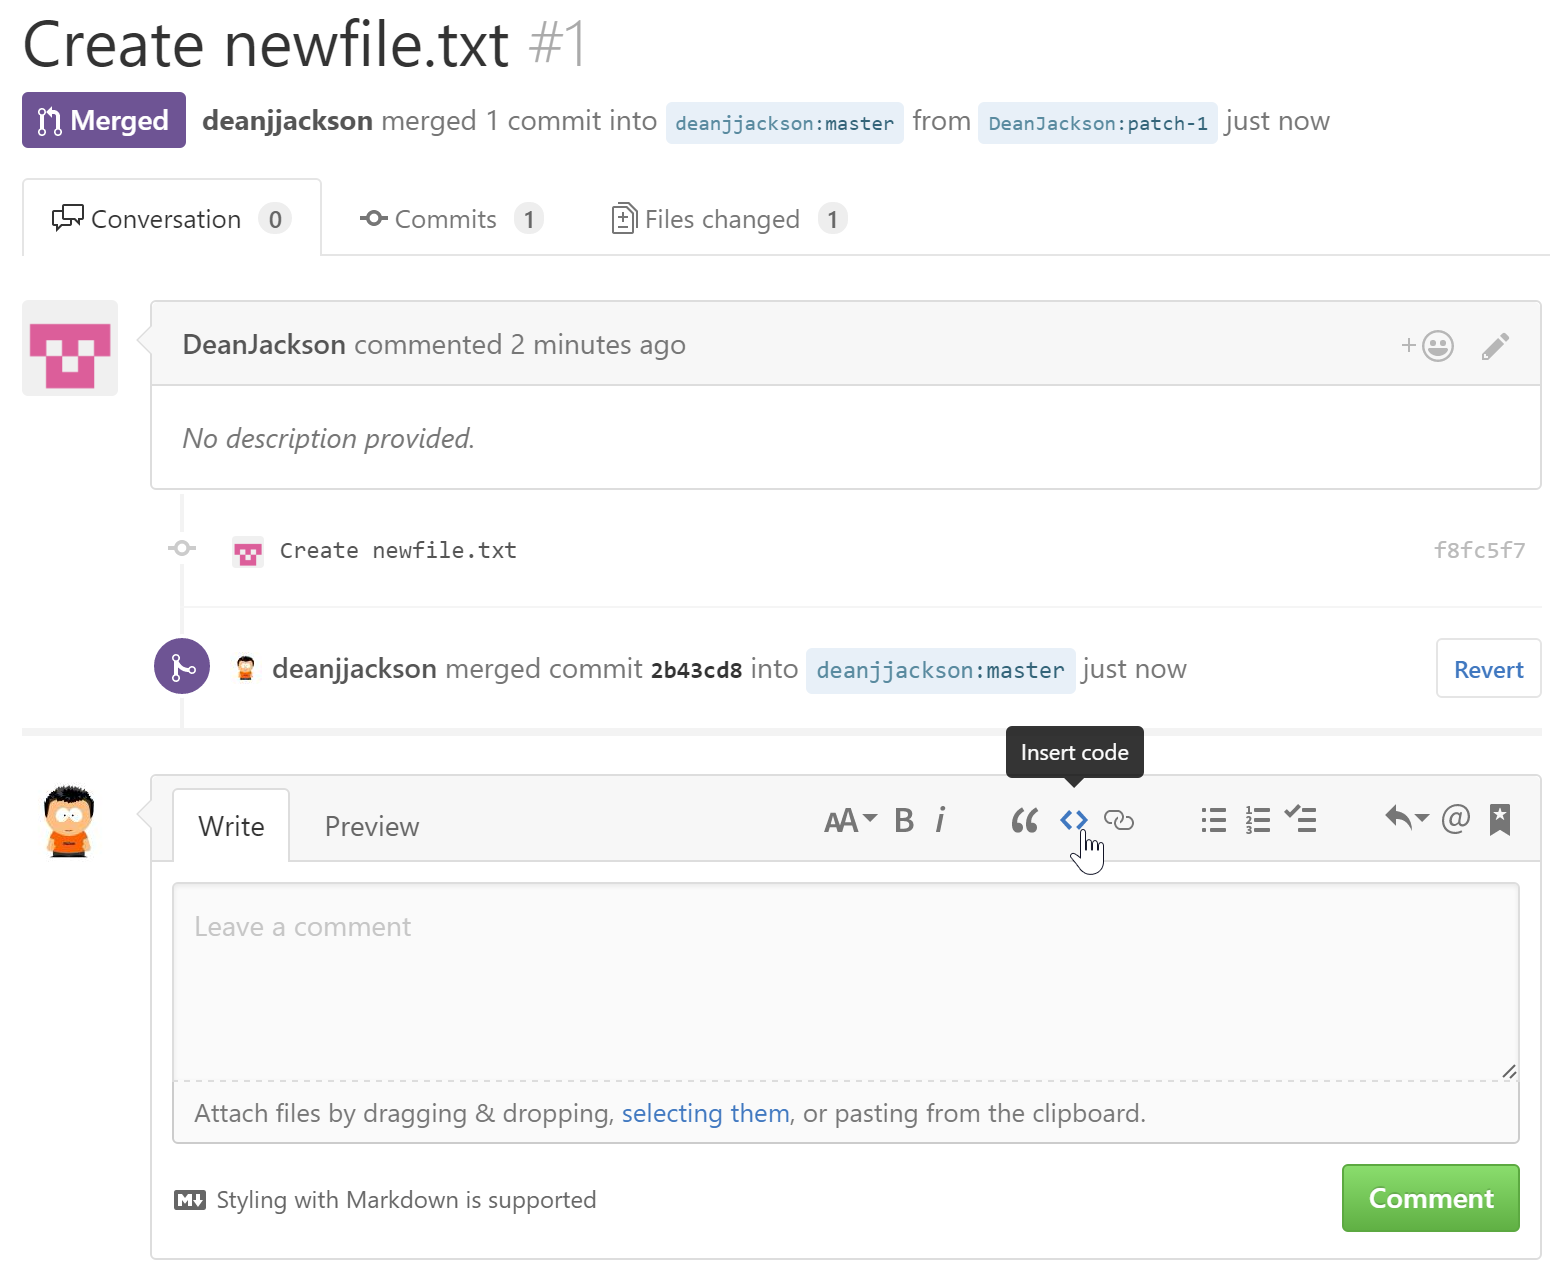 Create newfile.txt #1
Merged deanjjackson merged 1 commit into deanjjackson:master from DeanJackson:patch-1 just now
Conversation 0 Commits 1 Files changed 1
DeanJackson commented 2 minutes ago
No description provided.
Create newfile.txt f8fc5f7
deanjjackson merged commit 2b43cd8 into deanjjackson:master just now Revert
Insert code
Write Preview AA B i “ <> 1 2 3 @
Leave a comment
Attach files by dragging & dropping, selecting them, or pasting from the clipboard.
M Styling with Markdown is supported Comment